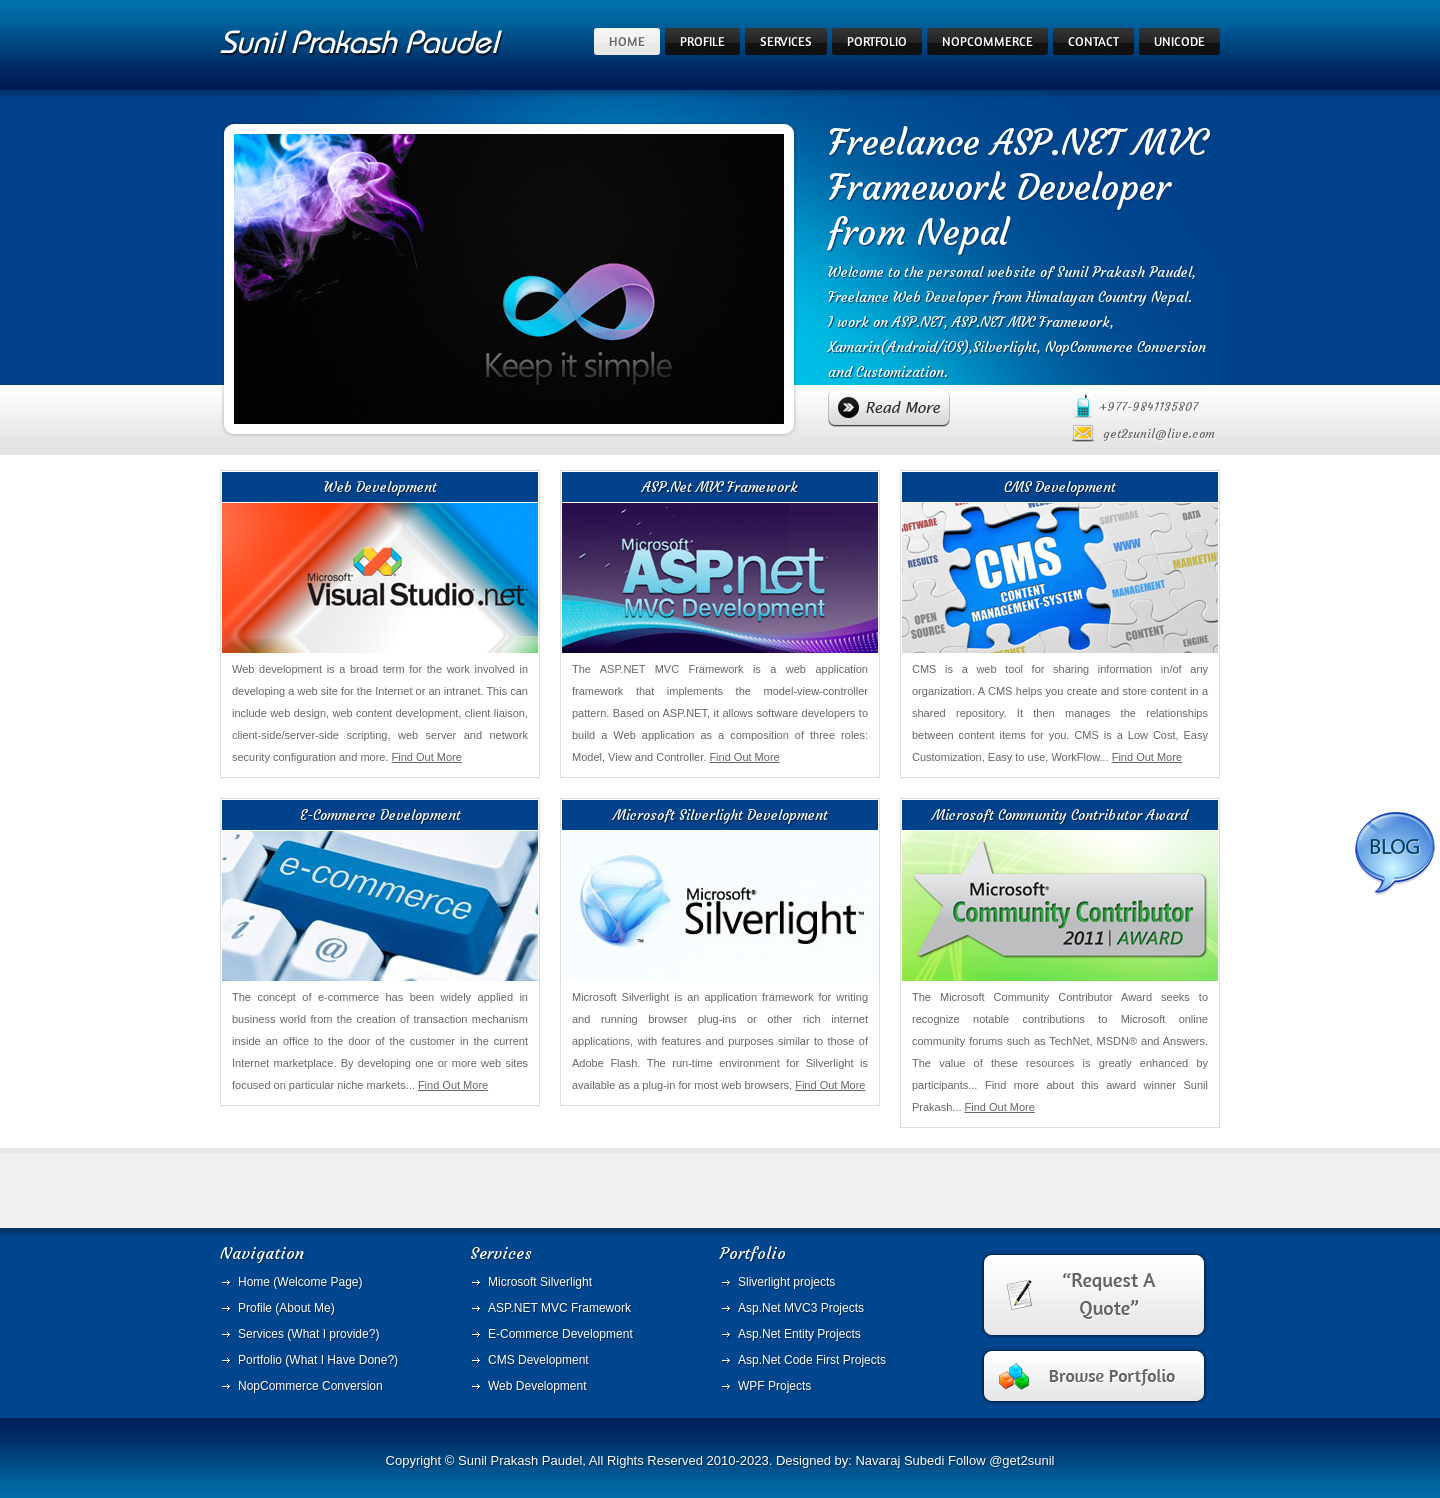 Sunil Prakash Paudel
HOME
PROFILE
SERVICES
PORTFOLIO
NOPCOMMERCE
CONTACT
UNICODE
Keep it simple
Freelance ASP.NET MVC
Framework Developer
from Nepal
Welcome to the personal website of Sunil Prakash Paudel,
Freelance Web Developer from Himalayan Country Nepal.
I work on ASP.NET, ASP.NET MVC Framework,
Xamarin(Android/iOS),Silverlight, NopCommerce Conversion
and Customization.
Read More
+977-9841135807
get2sunil@live.com
Web Development
Microsoft®
Visual Studio.net
Web development is a broad term for the work involved in
developing a web site for the Internet or an intranet. This can
include web design, web content development, client liaison,
client-side/server-side scripting, web server and network
security configuration and more. Find Out More
ASP.Net MVC Framework
Microsoft®
ASP.net
MVC Development
The ASP.NET MVC Framework is a web application
framework that implements the model-view-controller
pattern. Based on ASP.NET, it allows software developers to
build a Web application as a composition of three roles:
Model, View and Controller. Find Out More
CMS Development
SOFTWARE
RESULTS
OPEN
SOURCE
CMS
CONTENT
MANAGEMENT-SYSTEM
SOFTWARE
DATA
WWW
MARKETING
MANAGEMENT
CONTENT
ENGINE
INTERNET
CMS is a web tool for sharing information in/of any
organization. A CMS helps you create and store content in a
shared repository. It then manages the relationships
between content items for you. CMS is a Low Cost, Easy
Customization, Easy to use, WorkFlow... Find Out More
E-Commerce Development
e-commerce
i
@
The concept of e-commerce has been widely applied in
business world from the creation of transaction mechanism
inside an office to the door of the customer in the current
Internet marketplace. By developing one or more web sites
focused on particular niche markets... Find Out More
Microsoft Silverlight Development
Microsoft®
Silverlight™
Microsoft Silverlight is an application framework for writing
and running browser plug-ins or other rich internet
applications, with features and purposes similar to those of
Adobe Flash. The run-time environment for Silverlight is
available as a plug-in for most web browsers. Find Out More
Microsoft Community Contributor Award
Microsoft®
Community Contributor
2011 | AWARD
The Microsoft Community Contributor Award seeks to
recognize notable contributions to Microsoft online
community forums such as TechNet, MSDN® and Answers.
The value of these resources is greatly enhanced by
participants... Find more about this award winner Sunil
Prakash... Find Out More
BLOG
Navigation
Home (Welcome Page)
Profile (About Me)
Services (What I provide?)
Portfolio (What I Have Done?)
NopCommerce Conversion
Services
Microsoft Silverlight
ASP.NET MVC Framework
E-Commerce Development
CMS Development
Web Development
Portfolio
Sliverlight projects
Asp.Net MVC3 Projects
Asp.Net Entity Projects
Asp.Net Code First Projects
WPF Projects
“Request A
Quote”
Browse Portfolio
Copyright © Sunil Prakash Paudel, All Rights Reserved 2010-2023. Designed by: Navaraj Subedi Follow @get2sunil